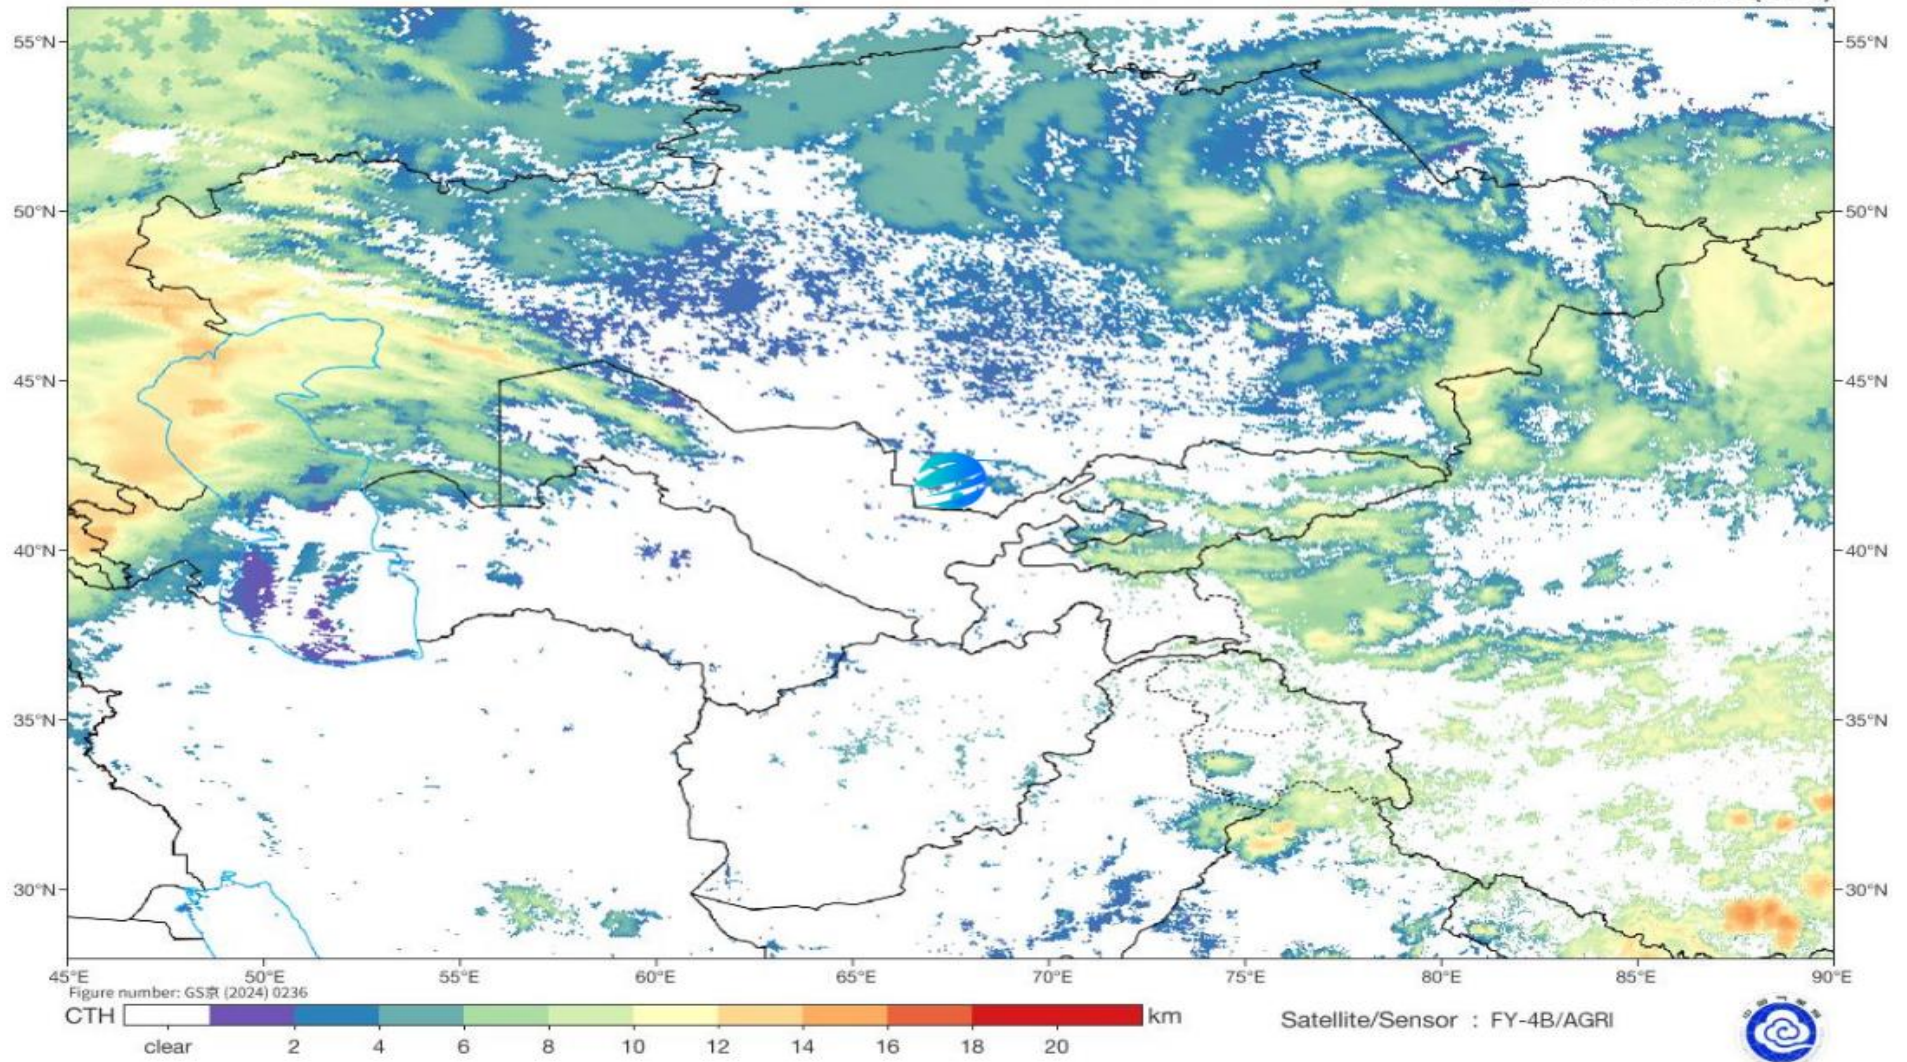 55°N 55°N
50°N 50°N
45°N 45°N
40°N 40°N
35°N 35°N
30°N 30°N
45°E 50°E 55°E 60°E 65°E 70°E 75°E 80°E 85°E 90°E
Figure number: GS京 (2024) 0236
CTH km Satellite/Sensor : FY-4B/AGRI
clear 2 4 6 8 10 12 14 16 18 20